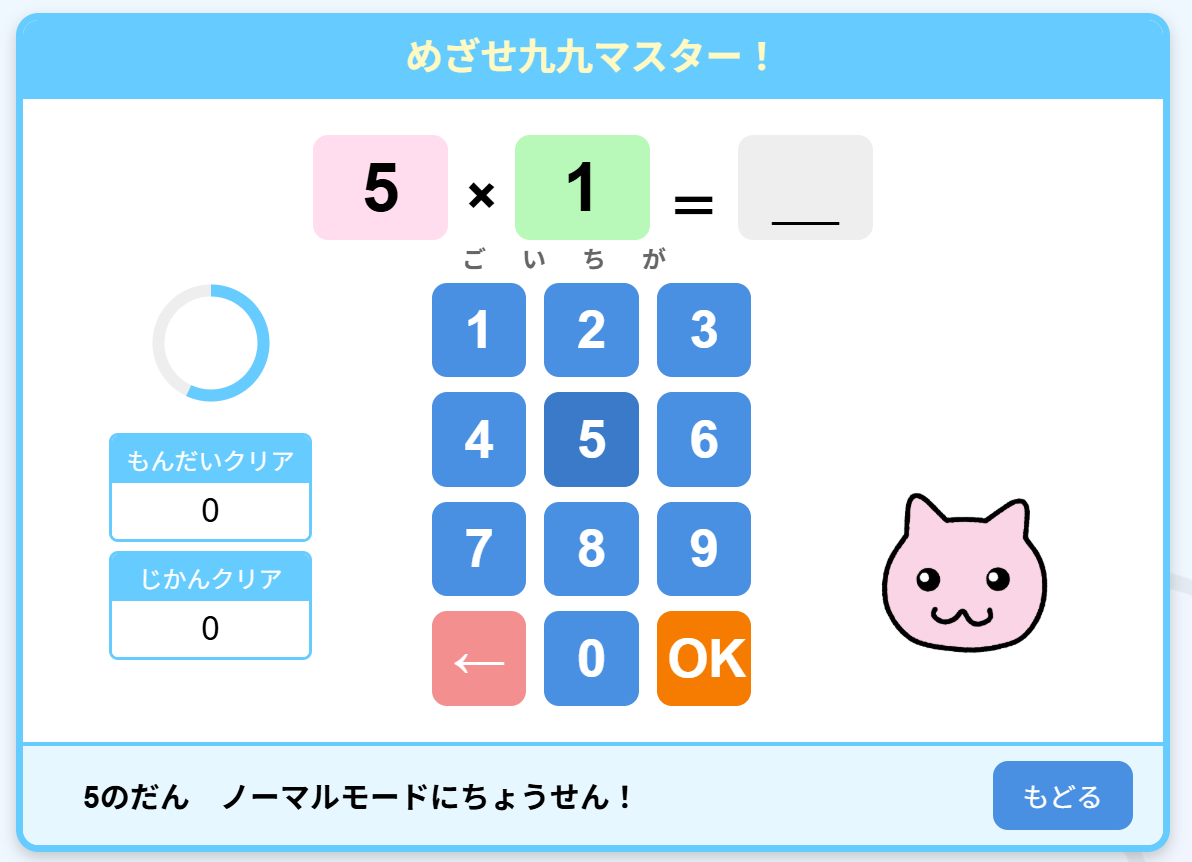 めざせ九九マスター！
5 × 1 = __
ご い ち が
1 2 3
4 5 6
7 8 9
← 0 OK
もんだいクリア
0
じかんクリア
0
5のだん　ノーマルモードにちょうせん！
もどる